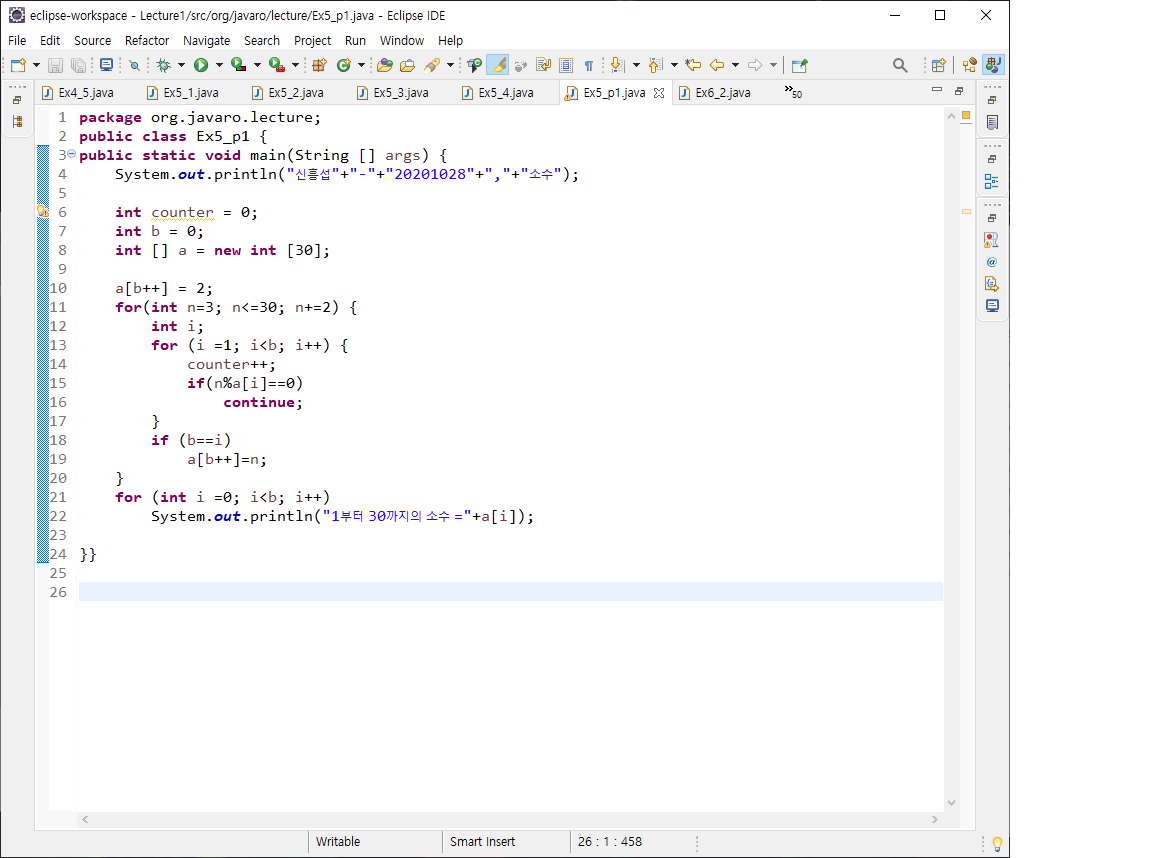 eclipse-workspace - Lecture1/src/org/javaro/lecture/Ex5_p1.java - Eclipse IDE
File Edit Source Refactor Navigate Search Project Run Window Help
Ex4_5.java Ex5_1.java Ex5_2.java Ex5_3.java Ex5_4.java Ex5_p1.java Ex6_2.java »50
1 package org.javaro.lecture;
2 public class Ex5_p1 {
3 public static void main(String [] args) {
4     System.out.println("신흥섭"+"-"+"20201028"+","+"소수");
5
6     int counter = 0;
7     int b = 0;
8     int [] a = new int [30];
9
10     a[b++] = 2;
11     for(int n=3; n<=30; n+=2) {
12         int i;
13         for (i =1; i<b; i++) {
14             counter++;
15             if(n%a[i]==0)
16                 continue;
17         }
18         if (b==i)
19             a[b++]=n;
20     }
21     for (int i =0; i<b; i++)
22         System.out.println("1부터 30까지의 소수 ="+a[i]);
23
24 }}
25
26
Writable Smart Insert 26 : 1 : 458